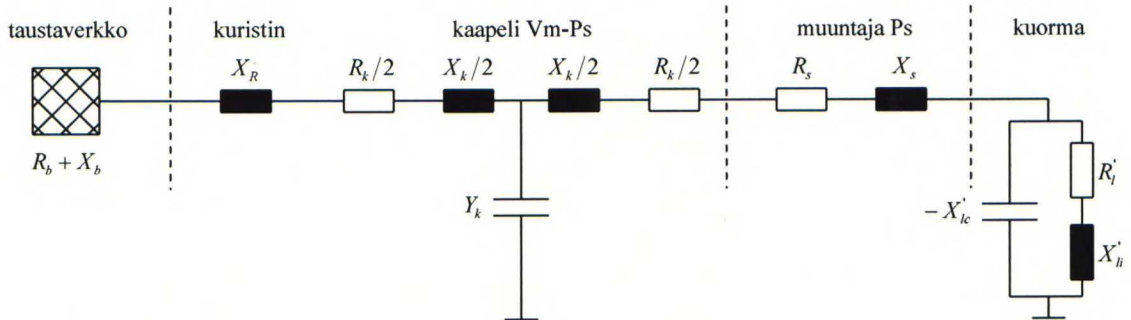 taustaverkko kuristin kaapeli Vm-Ps muuntaja Ps kuorma
X_R R_k/2 X_k/2 X_k/2 R_k/2 R_s X_s
R_b + X_b
Y_k
R_l'
− X_lc'
X_li'